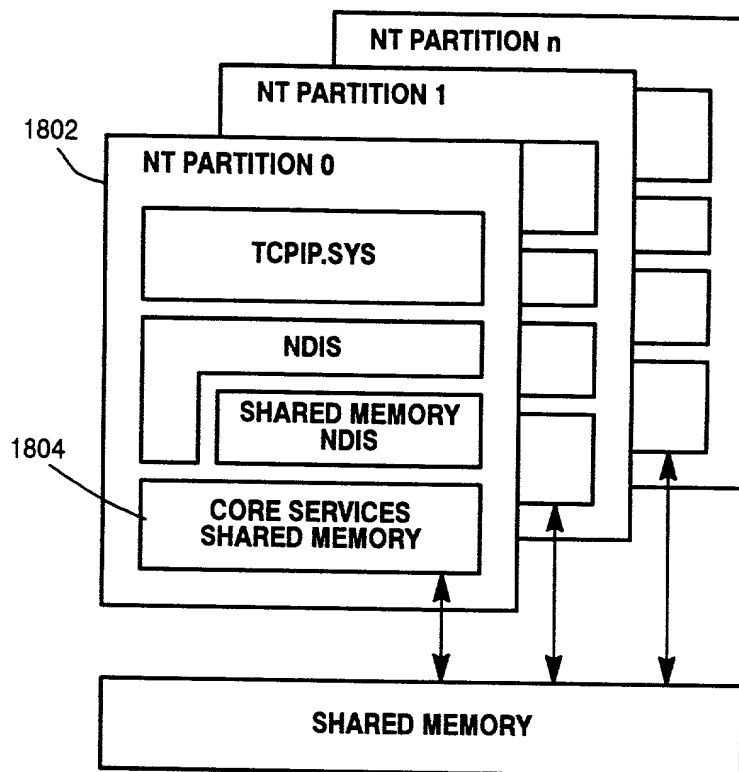 NT PARTITION n
NT PARTITION 1
1802
NT PARTITION 0
TCPIP.SYS
NDIS
SHARED MEMORY
NDIS
1804
CORE SERVICES
SHARED MEMORY
SHARED MEMORY